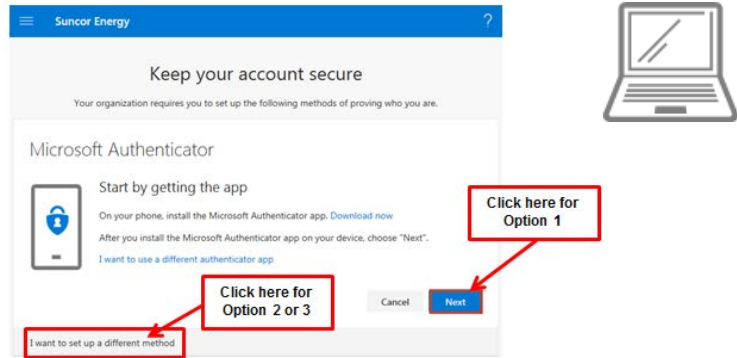 Suncor Energy ?
Keep your account secure
Your organization requires you to set up the following methods of proving who you are.
Microsoft Authenticator
Start by getting the app
On your phone, install the Microsoft Authenticator app. Download now
After you install the Microsoft Authenticator app on your device, choose "Next".
I want to use a different authenticator app
Click here for
Option 1
Click here for
Option 2 or 3
Cancel Next
I want to set up a different method